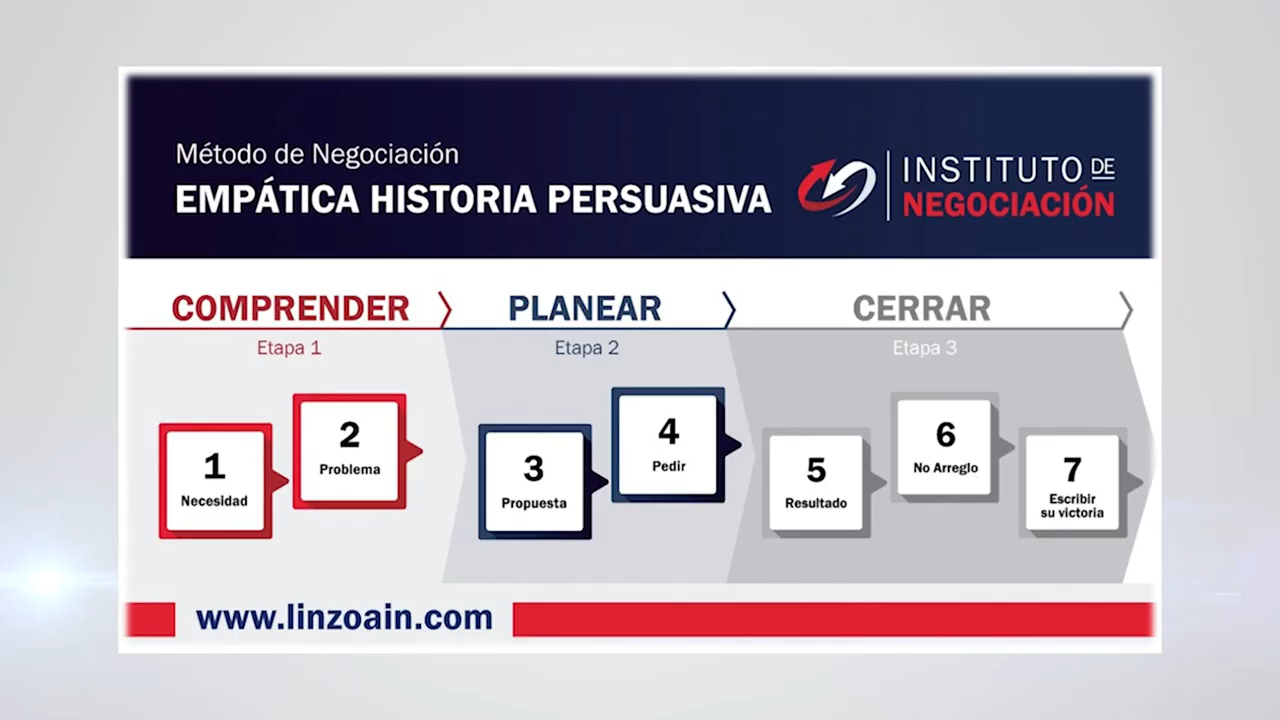 Método de Negociación
EMPÁTICA HISTORIA PERSUASIVA
INSTITUTO DE
NEGOCIACIÓN
COMPRENDER
Etapa 1
PLANEAR
Etapa 2
CERRAR
Etapa 3
1
Necesidad
2
Problema
3
Propuesta
4
Pedir
5
Resultado
6
No Arreglo
7
Escribir
su victoria
www.linzoain.com